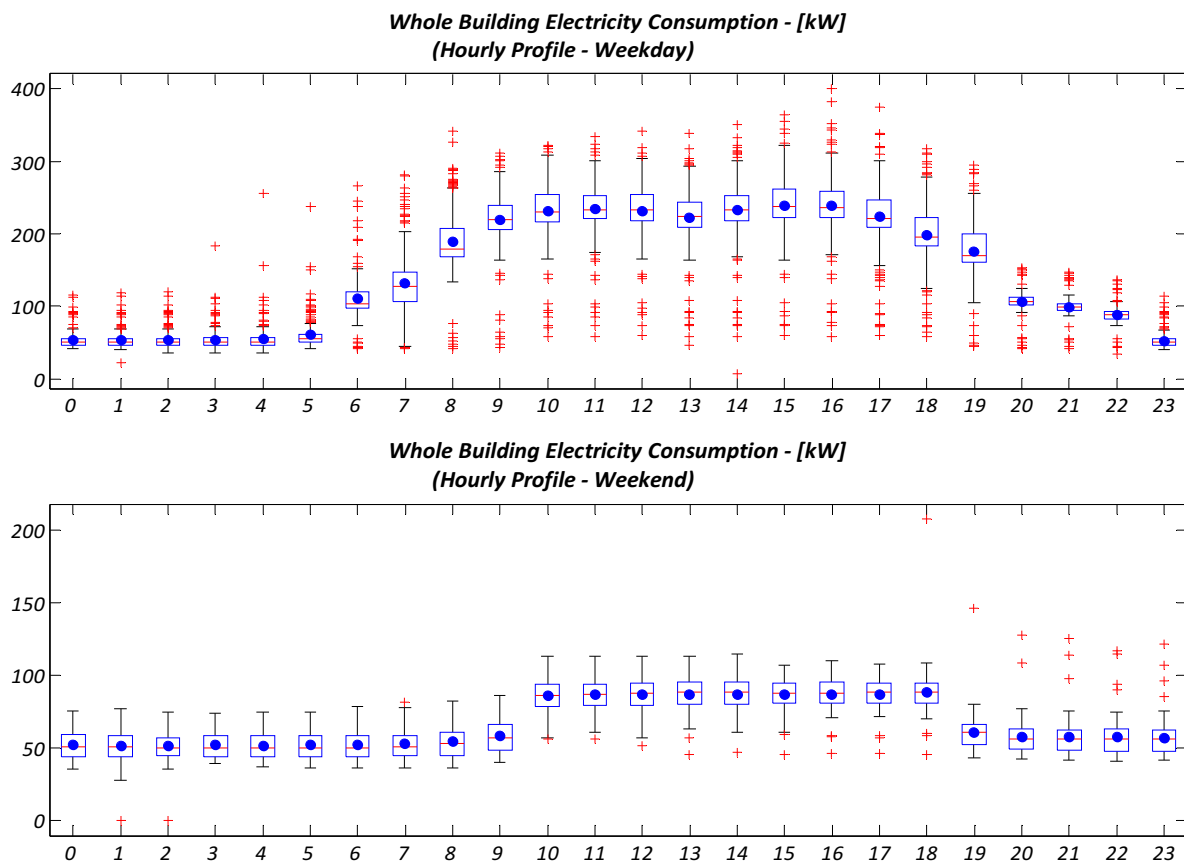 Whole Building Electricity Consumption - [kW]
(Hourly Profile - Weekday)
400
300
200
100
0
0 1 2 3 4 5 6 7 8 9 10 11 12 13 14 15 16 17 18 19 20 21 22 23
Whole Building Electricity Consumption - [kW]
(Hourly Profile - Weekend)
200
150
100
50
0
0 1 2 3 4 5 6 7 8 9 10 11 12 13 14 15 16 17 18 19 20 21 22 23